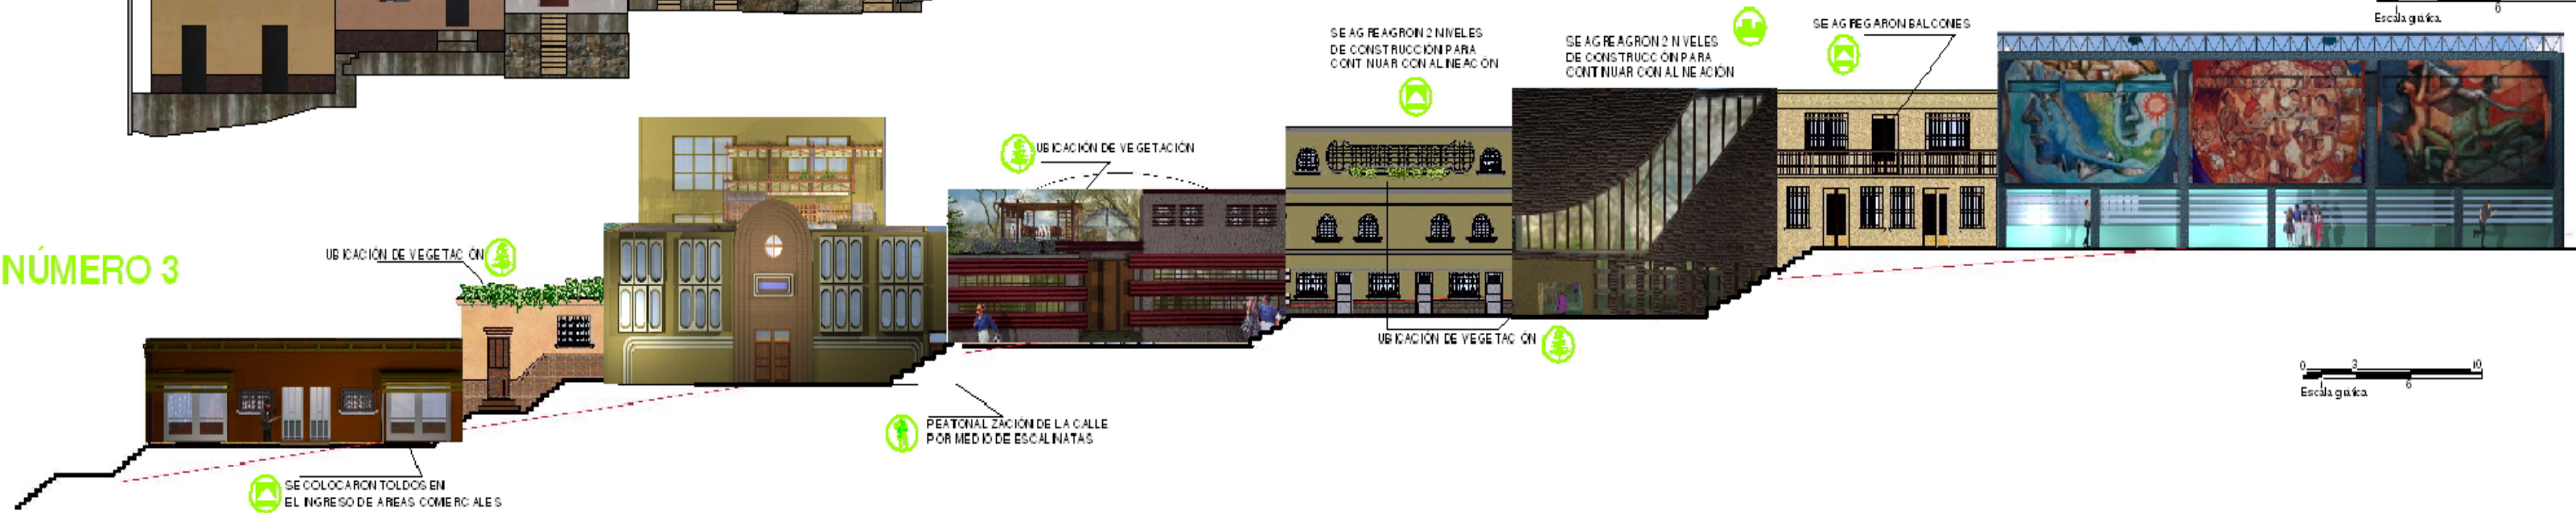 Escala gráfica
6
SE AGREAGRON 2 NIVELES
DE CONSTRUCCIÓN PARA
CONTINUAR CON ALINEACIÓN
SE AGREAGRON 2 NIVELES
DE CONSTRUCCIÓN PARA
CONTINUAR CON ALINEACIÓN
SE AGREGARON BALCONES
UBICACIÓN DE VEGETACIÓN
NÚMERO 3
UBICACIÓN DE VEGETACIÓN
UBICACIÓN DE VEGETACIÓN
PEATONALIZACIÓN DE LA CALLE
POR MEDIO DE ESCALINATAS
SE COLOCARON TOLDOS EN
EL INGRESO DE AREAS COMERCIALES
0 3 10
1 6
Escala gráfica